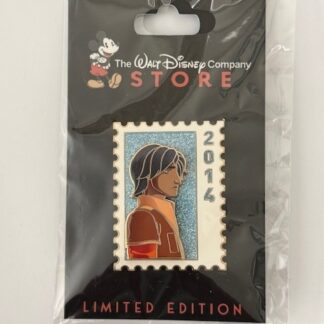 The WALT DISNEY Company
STORE
2014
LIMITED EDITION